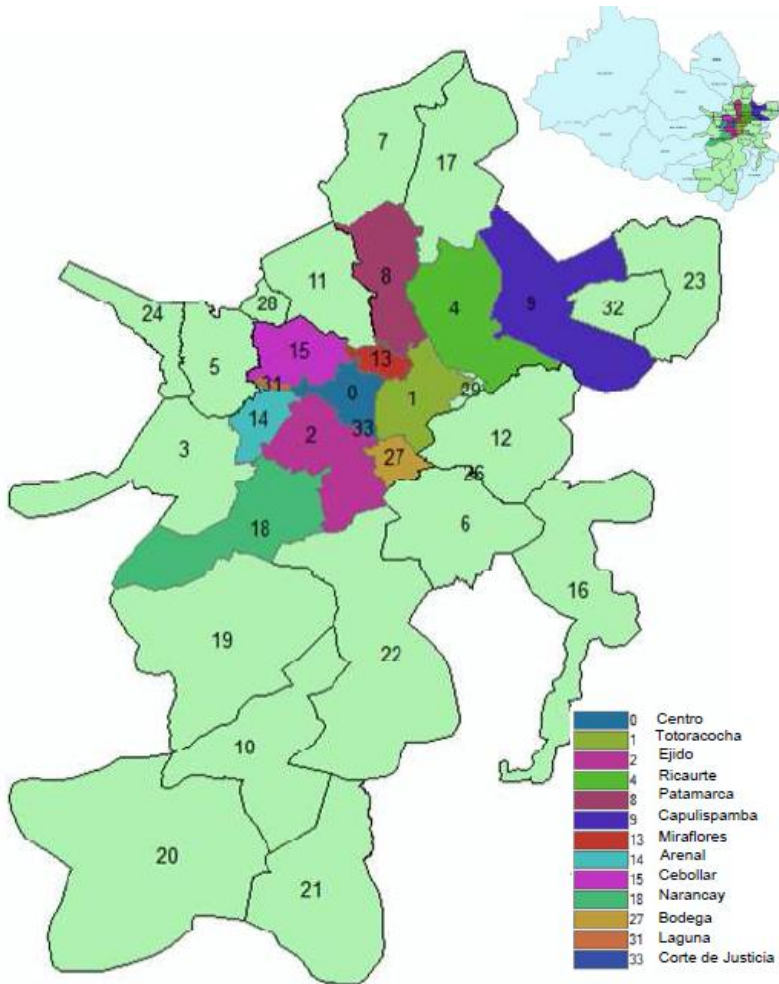 7
17
8
11
4
9
23
32
28
24
15
5
13
31
0
1
29
14
2
33
12
3
27
26
18
6
16
19
22
10
20
21
0 Centro
1 Totoracocha
2 Ejido
4 Ricaurte
8 Patamarca
9 Capulispamba
13 Miraflores
14 Arenal
15 Cebollar
18 Narancay
27 Bodega
31 Laguna
33 Corte de Justicia